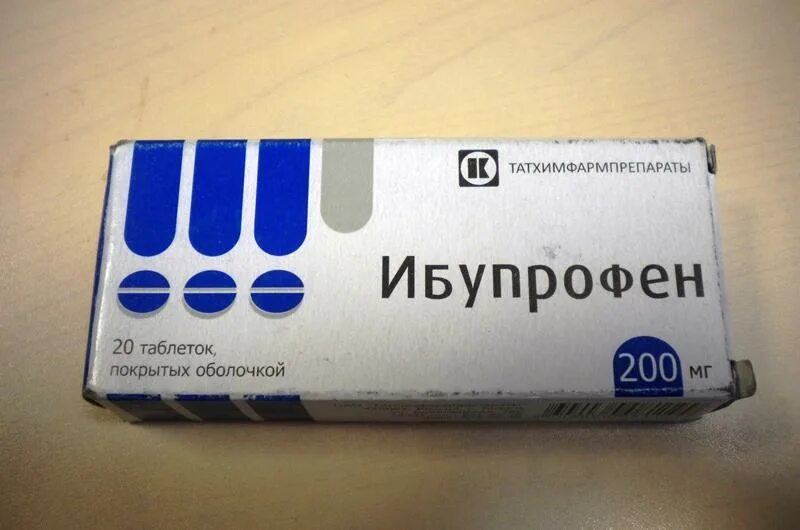 ТАТХИМФАРМПРЕПАРАТЫ
Ибупрофен
20 таблеток,
покрытых оболочкой
200 мг